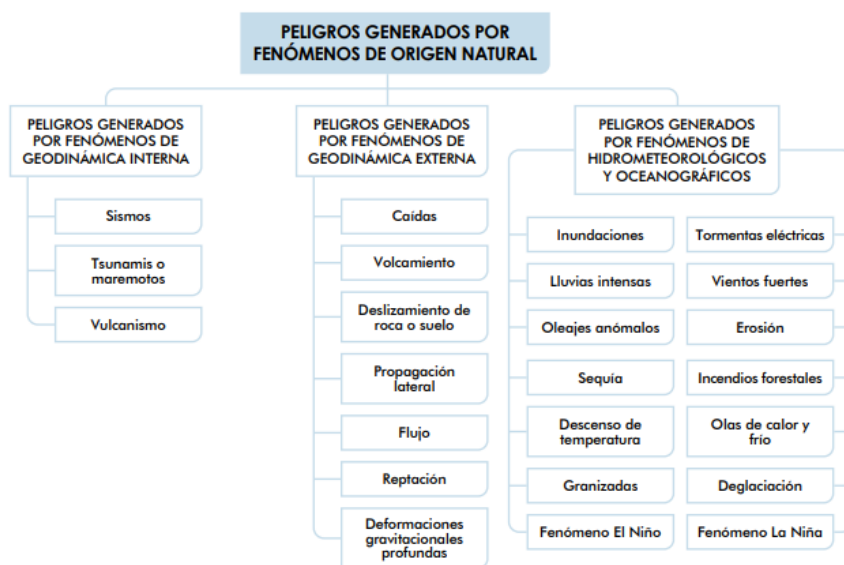 PELIGROS GENERADOS POR
FENÓMENOS DE ORIGEN NATURAL
PELIGROS GENERADOS
POR FENÓMENOS DE
GEODINÁMICA INTERNA
Sismos
Tsunamis o
maremotos
Vulcanismo
PELIGROS GENERADOS
POR FENÓMENOS DE
GEODINÁMICA EXTERNA
Caídas
Volcamiento
Deslizamiento de
roca o suelo
Propagación
lateral
Flujo
Reptación
Deformaciones
gravitacionales
profundas
PELIGROS GENERADOS
POR FENÓMENOS DE
HIDROMETEOROLÓGICOS
Y OCEANOGRÁFICOS
Inundaciones
Lluvias intensas
Oleajes anómalos
Sequía
Descenso de
temperatura
Granizadas
Fenómeno El Niño
Tormentas eléctricas
Vientos fuertes
Erosión
Incendios forestales
Olas de calor y
frío
Deglaciación
Fenómeno La Niña